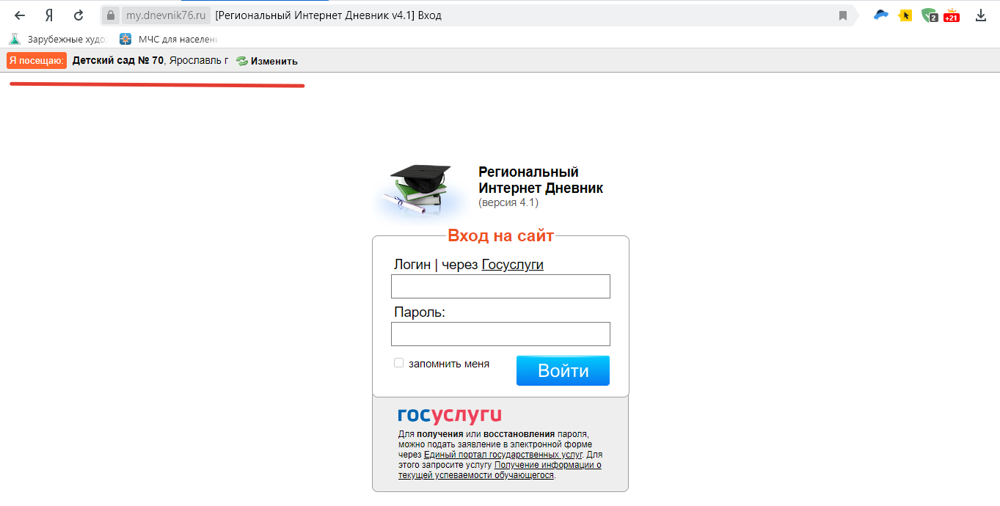 Я my.dnevnik76.ru [Региональный Интернет Дневник v4.1] Вход 2 +21
Зарубежные худо МЧС для населен
Я посещаю: Детский сад № 70, Ярославль г Изменить
Региональный
Интернет Дневник
(версия 4.1)
Вход на сайт
Логин | через Госуслуги
Пароль:
запомнить меня Войти
госуслуги
Для получения или восстановления пароля,
можно подать заявление в электронной форме
через Единый портал государственных услуг. Для
этого запросите услугу Получение информации о
текущей успеваемости обучающегося.